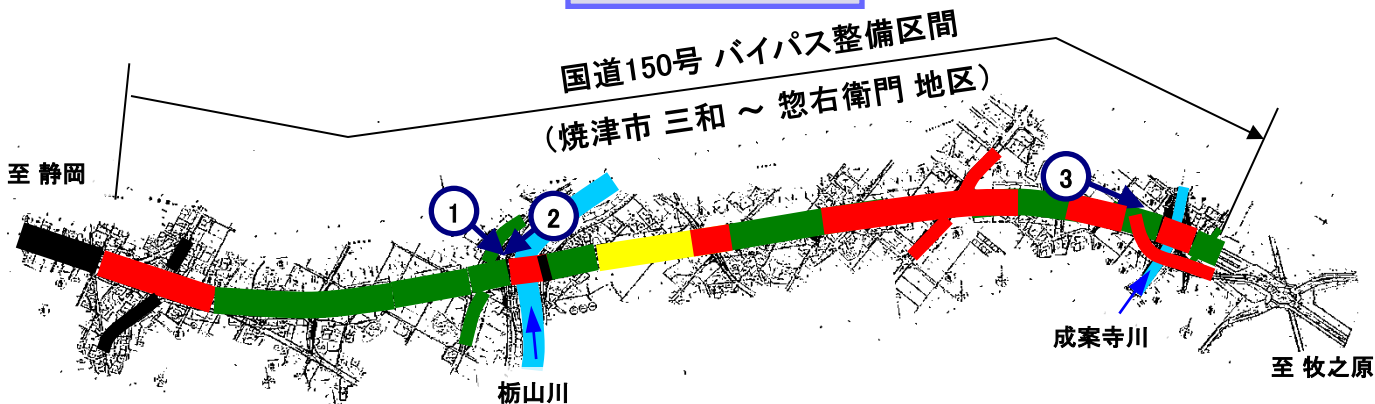 国道150号 バイパス整備区間
(焼津市 三和 ～ 惣右衛門 地区)
至 静岡
1
2
3
栃山川
成案寺川
至 牧之原